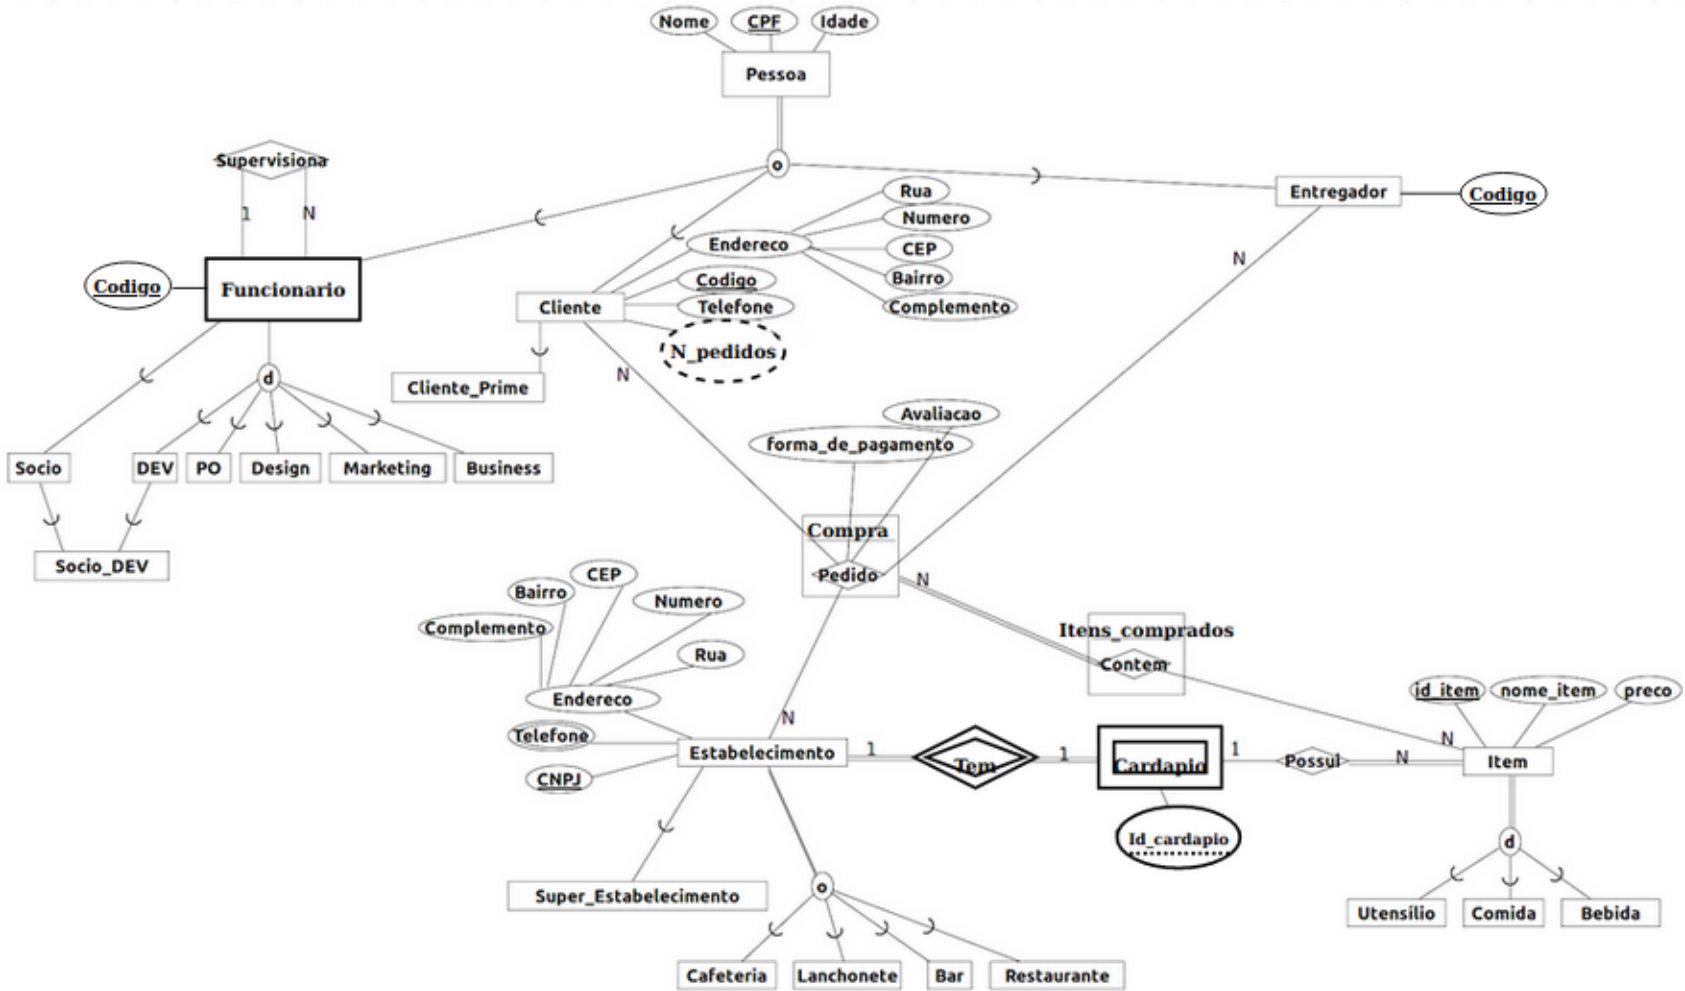 Nome
CPF
Idade
Pessoa
Supervisiona
o
Entregador
Codigo
Rua
1
N
Numero
Endereco
CEP
N
Codigo
Funcionario
Bairro
Codigo
Cliente
Telefone
Complemento
N_pedidos
d
N
Cliente_Prime
Avaliacao
forma_de_pagamento
Socio
DEV
PO
Design
Marketing
Business
Compra
Socio_DEV
Pedido
N
CEP
Bairro
Numero
Complemento
Itens_comprados
Rua
Contem
Endereco
id_item
nome_item
preco
N
Telefone
Estabelecimento
1
Tem
1
Cardapio
1
Possui
N
N
Item
CNPJ
Id_cardapio
d
Super_Estabelecimento
o
Utensílio
Comida
Bebida
Cafeteria
Lanchonete
Bar
Restaurante